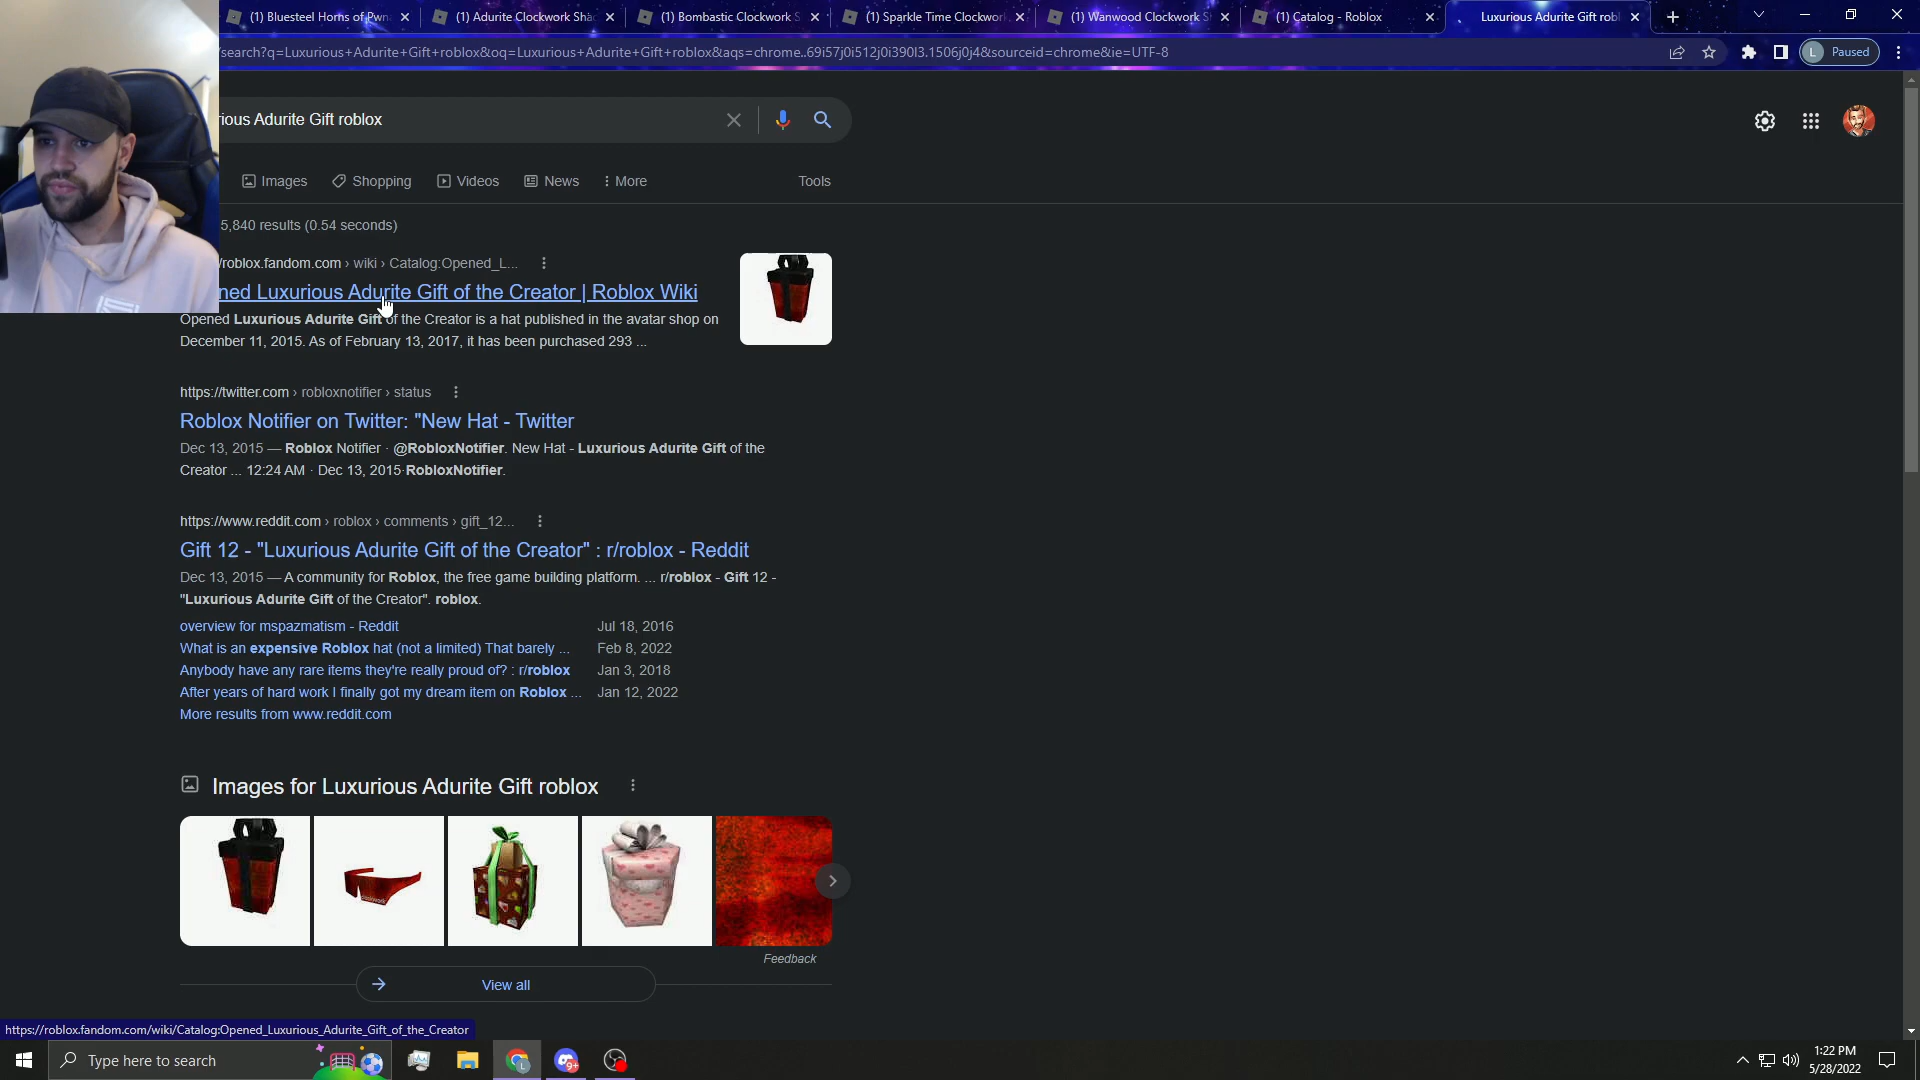 (1) Bluesteel Horns of Pwn
(1) Adurite Clockwork Sha
(1) Bombastic Clockwork S
(1) Sparkle Time Clockwor
(1) Wanwood Clockwork S
(1) Catalog - Roblox
Luxurious Adurite Gift rob
/search?q=Luxurious+Adurite+Gift+roblox&oq=Luxurious+Adurite+Gift+roblox&aqs=chrome..69i57j0i512j0i390l3.1506j0j4&sourceid=chrome&ie=UTF-8
L Paused
rious Adurite Gift roblox
Images
Shopping
Videos
News
More
Tools
5,840 results (0.54 seconds)
/roblox.fandom.com › wiki › Catalog:Opened_L...
ned Luxurious Adurite Gift of the Creator | Roblox Wiki
Opened Luxurious Adurite Gift of the Creator is a hat published in the avatar shop on
December 11, 2015. As of February 13, 2017, it has been purchased 293 ...
https://twitter.com › robloxnotifier › status
Roblox Notifier on Twitter: "New Hat - Twitter
Dec 13, 2015 — Roblox Notifier · @RobloxNotifier. New Hat - Luxurious Adurite Gift of the
Creator ... 12:24 AM · Dec 13, 2015·RobloxNotifier.
https://www.reddit.com › roblox › comments › gift_12...
Gift 12 - "Luxurious Adurite Gift of the Creator" : r/roblox - Reddit
Dec 13, 2015 — A community for Roblox, the free game building platform. ... r/roblox - Gift 12 -
"Luxurious Adurite Gift of the Creator". roblox.
overview for mspazmatism - Reddit Jul 18, 2016
What is an expensive Roblox hat (not a limited) That barely ... Feb 8, 2022
Anybody have any rare items they're really proud of? : r/roblox Jan 3, 2018
After years of hard work I finally got my dream item on Roblox ... Jan 12, 2022
More results from www.reddit.com
Images for Luxurious Adurite Gift roblox
Feedback
View all
https://roblox.fandom.com/wiki/Catalog:Opened_Luxurious_Adurite_Gift_of_the_Creator
Type here to search
L
9+
1:22 PM
5/28/2022